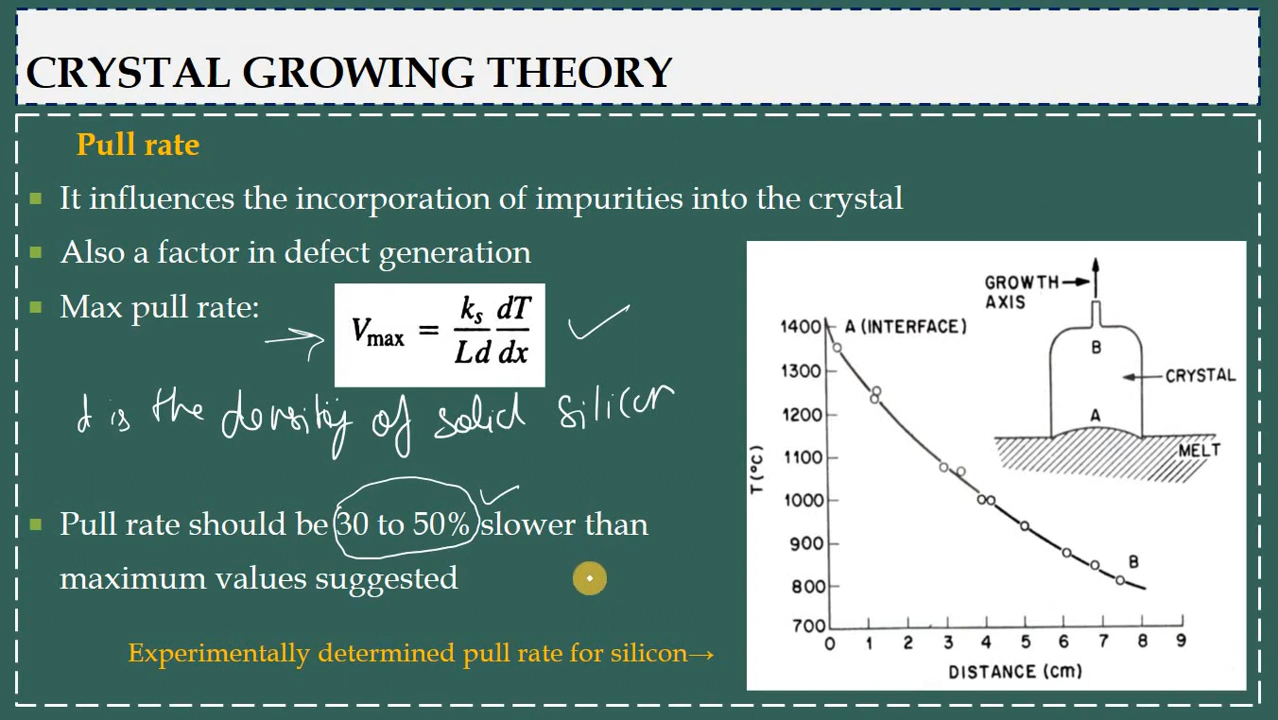 CRYSTAL GROWING THEORY
Pull rate
▪ It influences the incorporation of impurities into the crystal
▪ Also a factor in defect generation
▪ Max pull rate:
V_max = k_s/Ld dT/dx
d is the density of solid silicon
▪ Pull rate should be 30 to 50% slower than
maximum values suggested
Experimentally determined pull rate for silicon→
GROWTH
AXIS
B
CRYSTAL
A
MELT
A (INTERFACE)
B
T (°C)
1400
1300
1200
1100
1000
900
800
700
0 1 2 3 4 5 6 7 8 9
DISTANCE (cm)